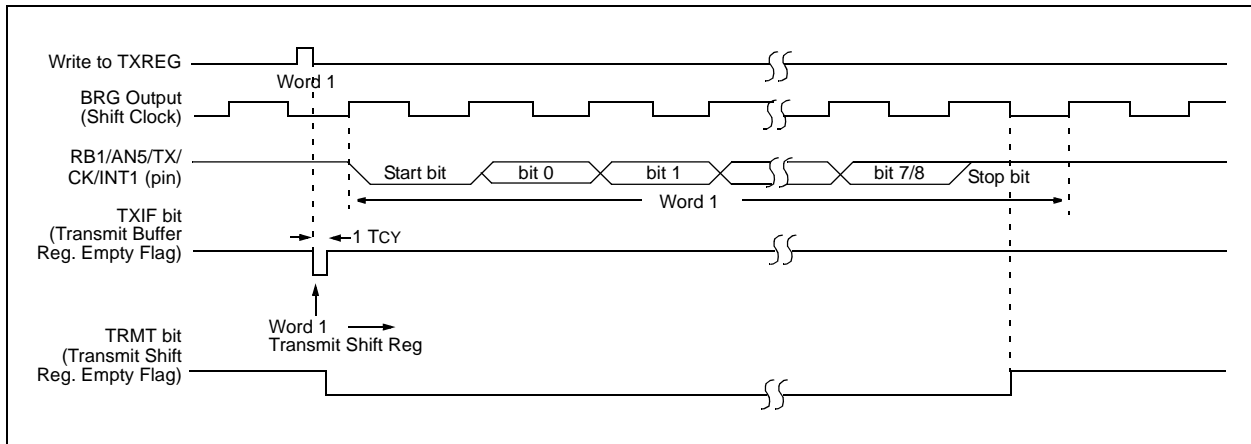 Write to TXREG
Word 1
BRG Output
(Shift Clock)
RB1/AN5/TX/
CK/INT1 (pin)
Start bit
bit 0
bit 1
bit 7/8
Stop bit
Word 1
TXIF bit
(Transmit Buffer
Reg. Empty Flag)
1 TCY
Word 1
Transmit Shift Reg
TRMT bit
(Transmit Shift
Reg. Empty Flag)